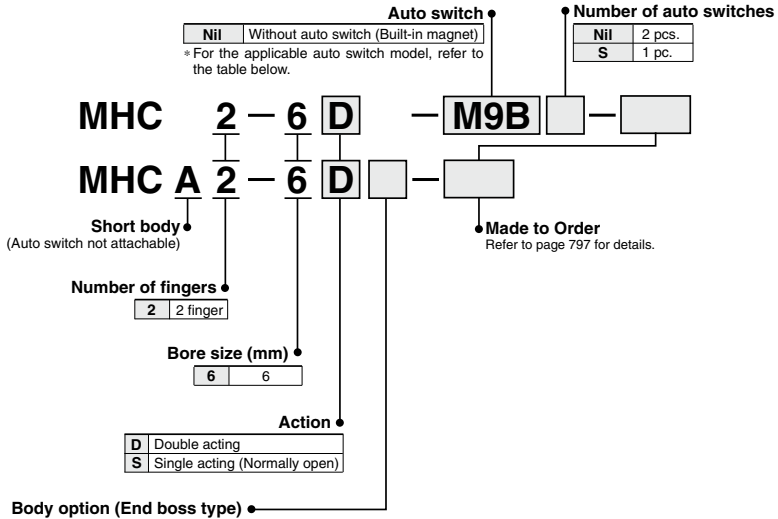 Auto switch
Nil Without auto switch (Built-in magnet)
* For the applicable auto switch model, refer to
the table below.
Number of auto switches
Nil 2 pcs.
S 1 pc.
MHC 2 – 6 D – M9B –
MHC A 2 – 6 D –
Short body
(Auto switch not attachable)
Made to Order
Refer to page 797 for details.
Number of fingers
2 2 finger
Bore size (mm)
6 6
Action
D Double acting
S Single acting (Normally open)
Body option (End boss type)